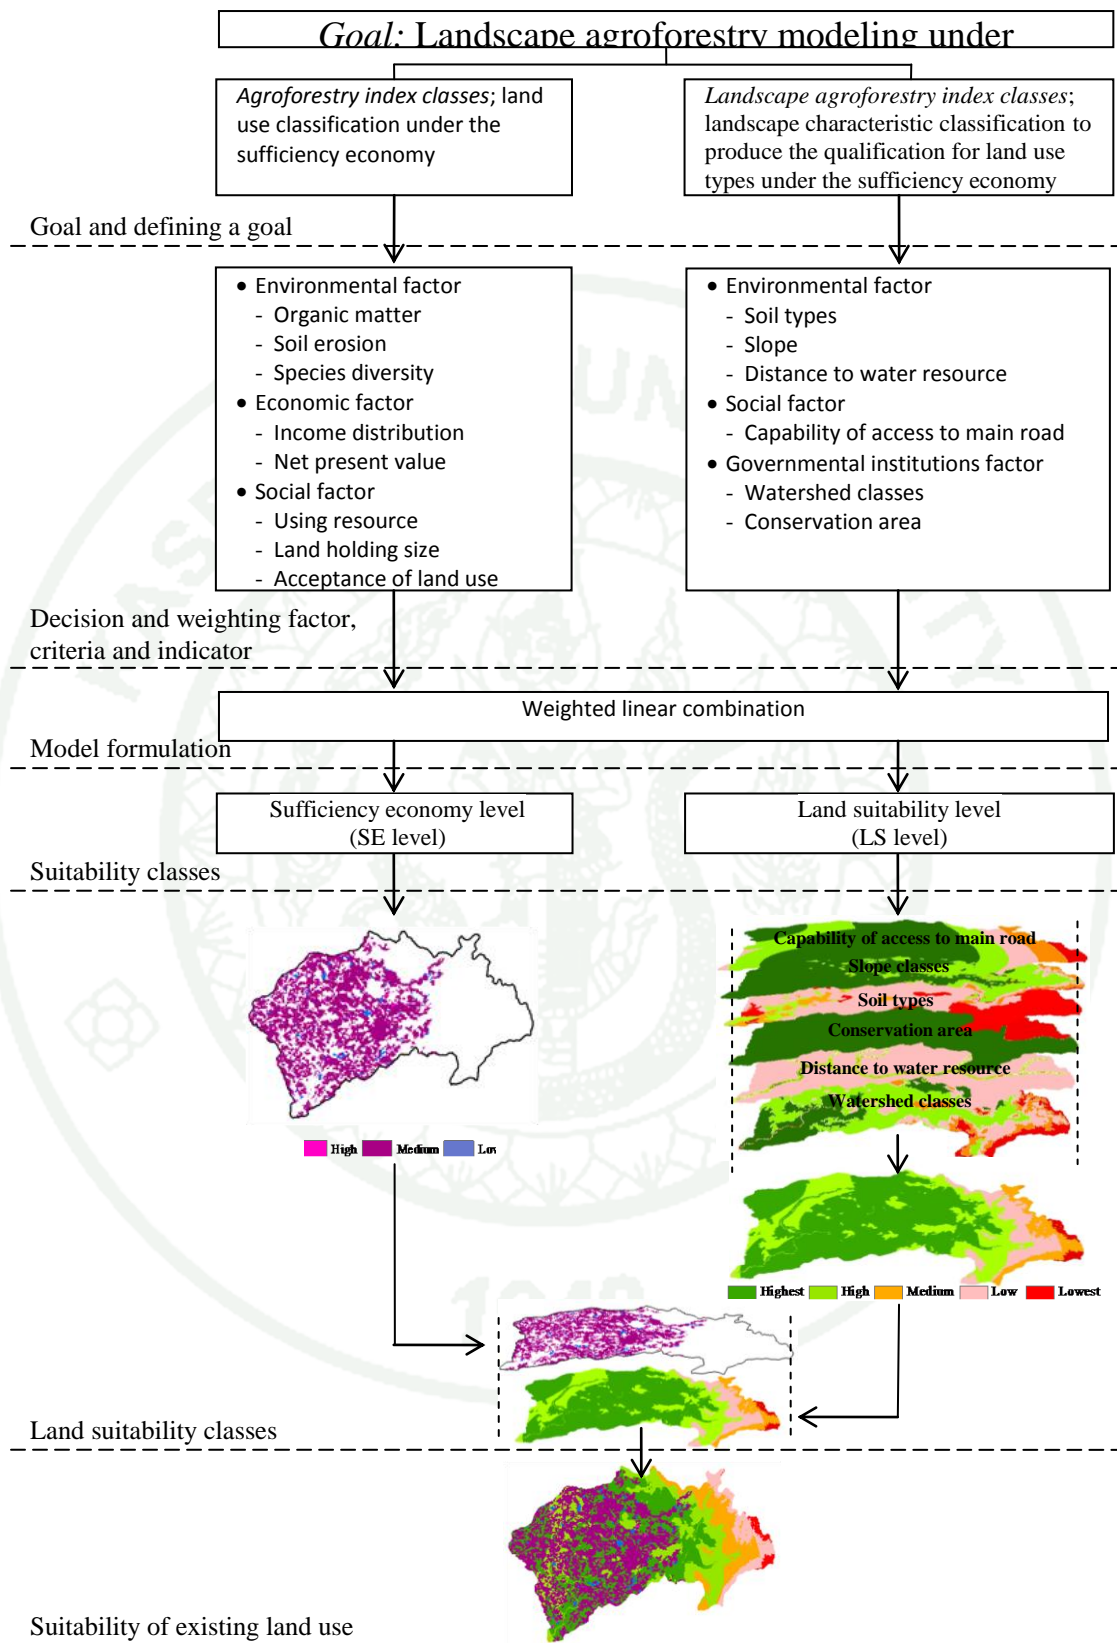 Goal: Landscape agroforestry modeling under
Agroforestry index classes; land
use classification under the
sufficiency economy
Landscape agroforestry index classes;
landscape characteristic classification to
produce the qualification for land use
types under the sufficiency economy
Goal and defining a goal
• Environmental factor
- Organic matter
- Soil erosion
- Species diversity
• Economic factor
- Income distribution
- Net present value
• Social factor
- Using resource
- Land holding size
- Acceptance of land use
• Environmental factor
- Soil types
- Slope
- Distance to water resource
• Social factor
- Capability of access to main road
• Governmental institutions factor
- Watershed classes
- Conservation area
Decision and weighting factor,
criteria and indicator
Weighted linear combination
Model formulation
Sufficiency economy level
(SE level)
Land suitability level
(LS level)
Suitability classes
Capability of access to main road
Slope classes
Soil types
Conservation area
Distance to water resource
Watershed classes
High Medium Low
Highest High Medium Low Lowest
Land suitability classes
Suitability of existing land use